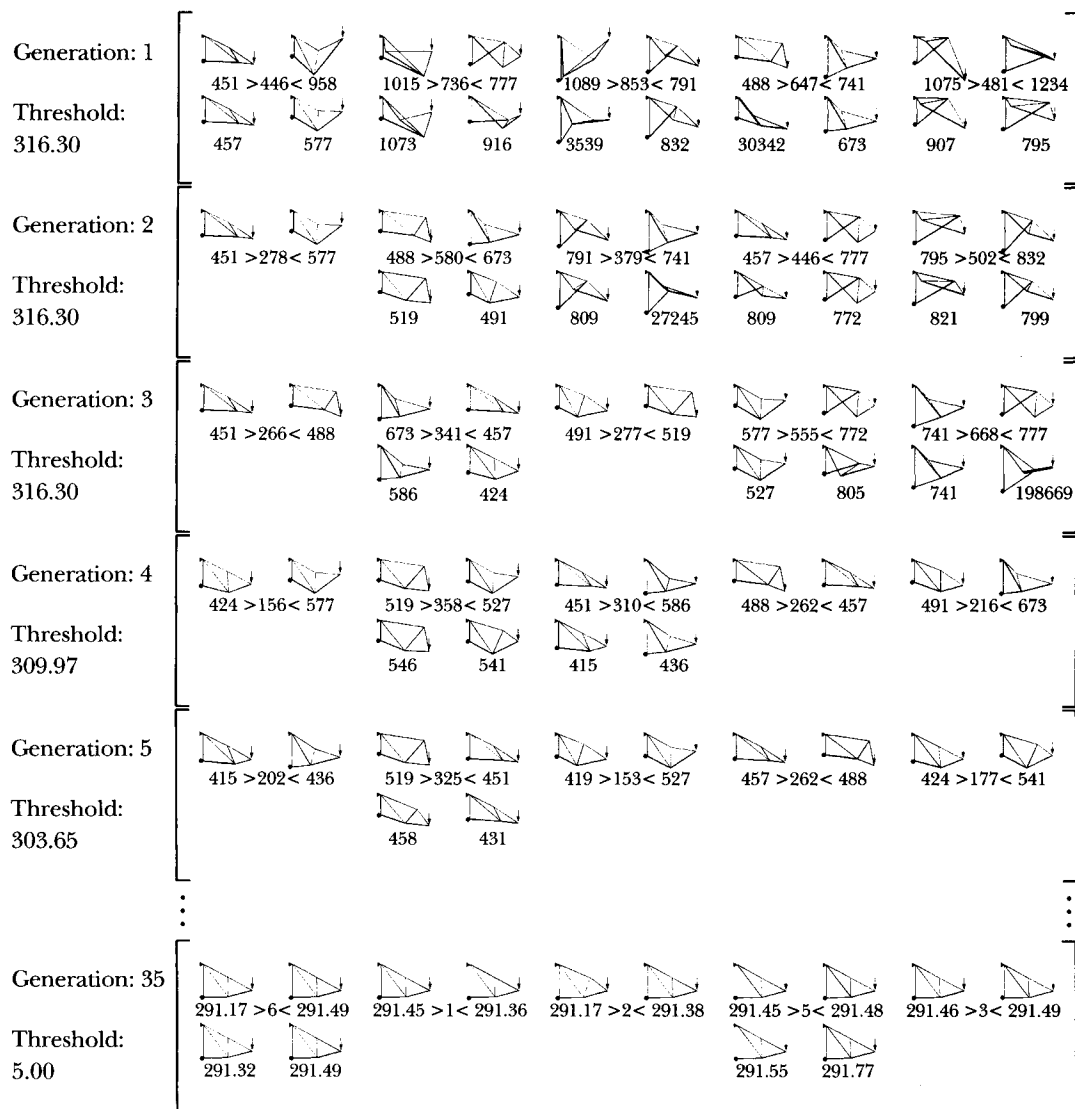 Generation: 1
451 >446< 958 1015 >736< 777 1089 >853< 791 488 >647< 741 1075 >481< 1234
Threshold:
316.30
457 577 1073 916 3539 832 30342 673 907 795
Generation: 2
451 >278< 577 488 >580< 673 791 >379< 741 457 >446< 777 795 >502< 832
Threshold:
316.30
519 491 809 27245 809 772 821 799
Generation: 3
451 >266< 488 673 >341< 457 491 >277< 519 577 >555< 772 741 >668< 777
Threshold:
316.30
586 424 527 805 741 198669
Generation: 4
424 >156< 577 519 >358< 527 451 >310< 586 488 >262< 457 491 >216< 673
Threshold:
309.97
546 541 415 436
Generation: 5
415 >202< 436 519 >325< 451 419 >153< 527 457 >262< 488 424 >177< 541
Threshold:
303.65
458 431
Generation: 35
291.17 >6< 291.49 291.45 >1< 291.36 291.17 >2< 291.38 291.45 >5< 291.48 291.46 >3< 291.49
Threshold:
5.00
291.32 291.49 291.55 291.77